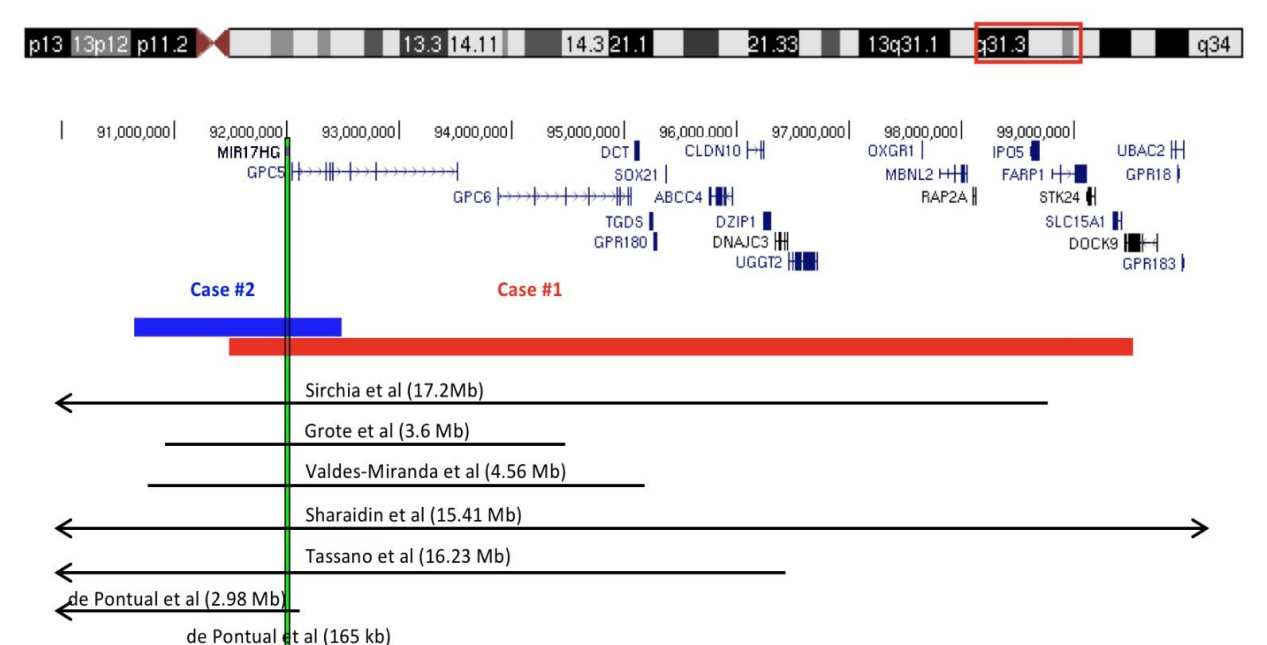 p13 13p12 p11.2 13.3 14.11 14.3 21.1 21.33 13q31.1 q31.3 q34
91,000,000 92,000,000 93,000,000 94,000,000 95,000,000 96,000,000 97,000,000 98,000,000 99,000,000
MIR17HG DCT CLDN10 OXGR1 IPO5 UBAC2
GPC5 SOX21 MBNL2 FARP1 GPR18
GPC6 ABCC4 RAP2A STK24
TGDS DZIP1 SLC15A1
GPR180 DNAJC3 DOCK9
UGGT2 GPR183
Case #2 Case #1
Sirchia et al (17.2Mb)
Grote et al (3.6 Mb)
Valdes-Miranda et al (4.56 Mb)
Sharaidin et al (15.41 Mb)
Tassano et al (16.23 Mb)
de Pontual et al (2.98 Mb)
de Pontual et al (165 kb)